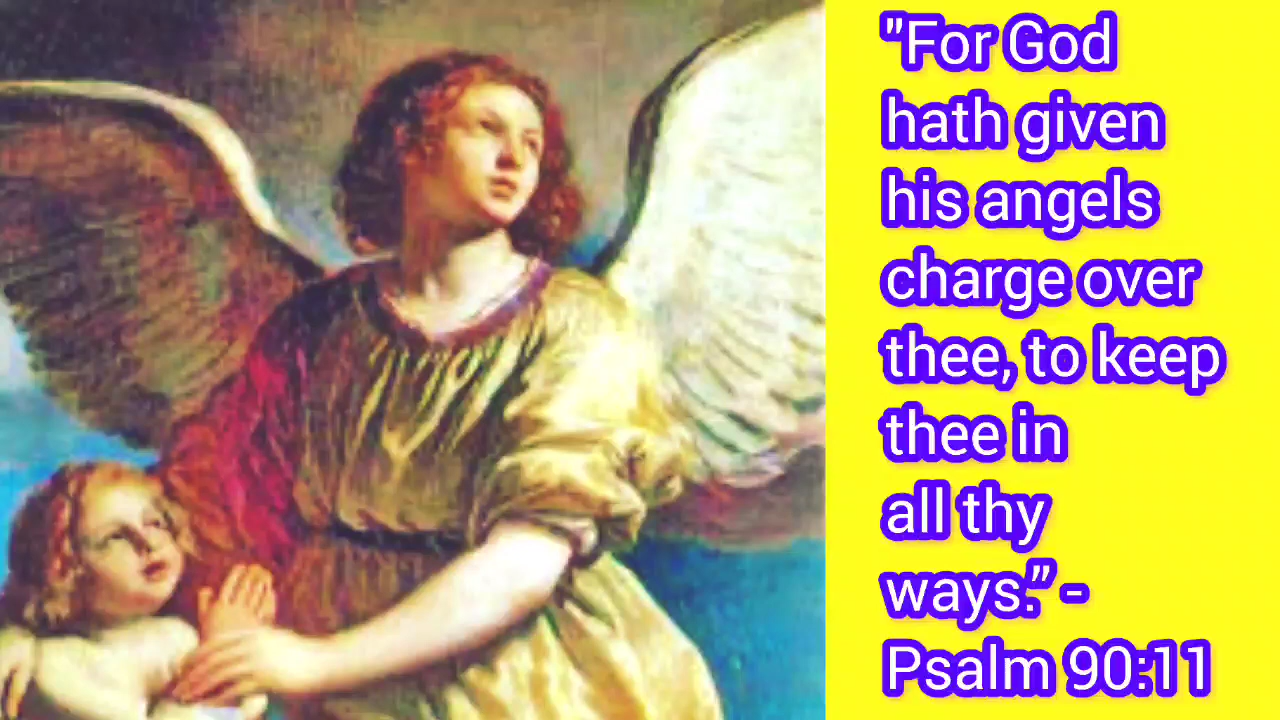 "For God
hath given
his angels
charge over
thee, to keep
thee in
all thy
ways.” -
Psalm 90:11